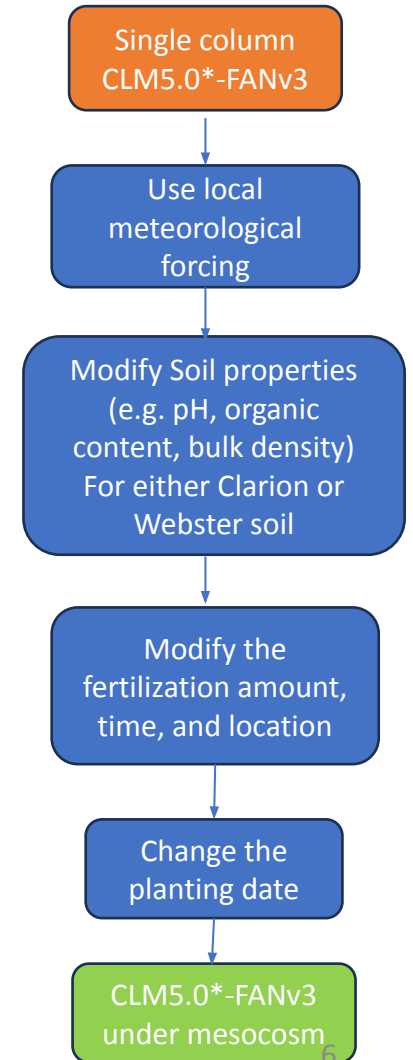 Single column
CLM5.0*-FANv3
Use local
meteorological
forcing
Modify Soil properties
(e.g. pH, organic
content, bulk density)
For either Clarion or
Webster soil
Modify the
fertilization amount,
time, and location
Change the
planting date
CLM5.0*-FANv3
under mesocosm
6